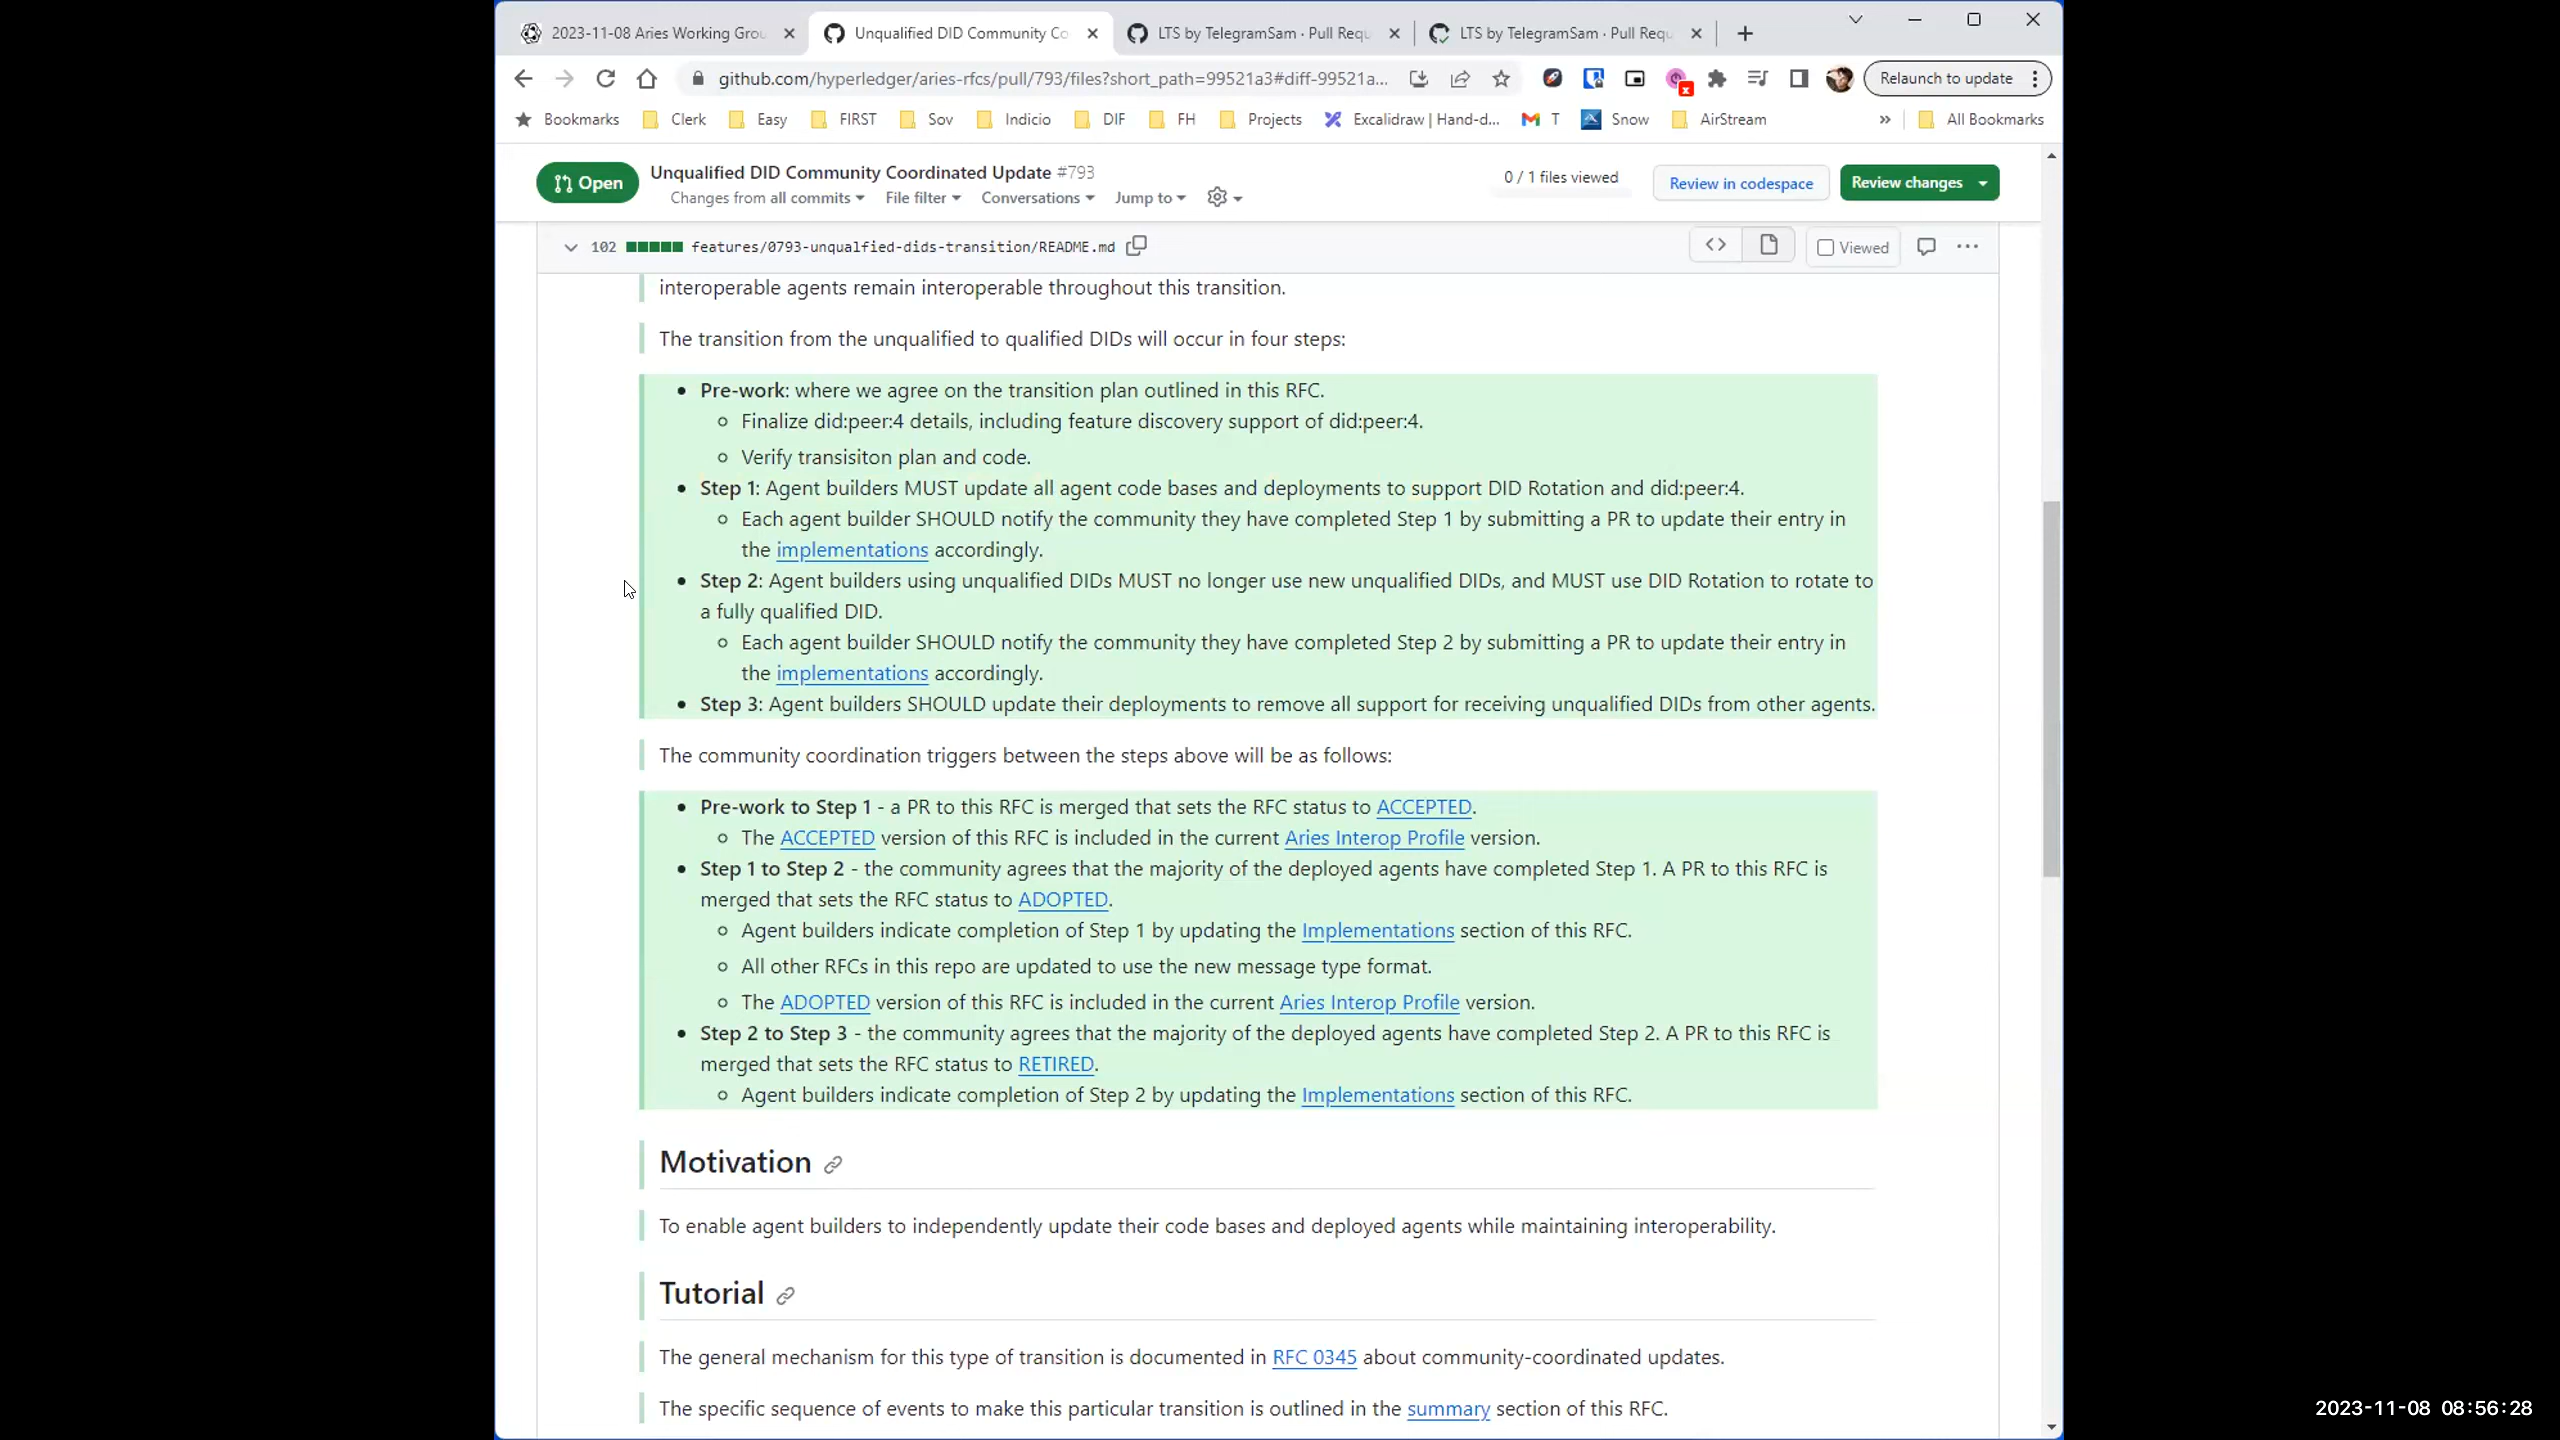 2023-11-08 Aries Working Grou
Unqualified DID Community Co
LTS by TelegramSam · Pull Requ
LTS by TelegramSam · Pull Requ
github.com/hyperledger/aries-rfcs/pull/793/files?short_path=99521a3#diff-99521a...
Relaunch to update
Bookmarks
Clerk
Easy
FIRST
Sov
Indicio
DIF
FH
Projects
Excalidraw | Hand-d...
T
Snow
AirStream
»
All Bookmarks
Open
Unqualified DID Community Coordinated Update #793
Changes from all commits
File filter
Conversations
Jump to
0 / 1 files viewed
Review in codespace
Review changes
102
features/0793-unqualfied-dids-transition/README.md
Viewed
interoperable agents remain interoperable throughout this transition.
The transition from the unqualified to qualified DIDs will occur in four steps:
• Pre-work: where we agree on the transition plan outlined in this RFC.
◦ Finalize did:peer:4 details, including feature discovery support of did:peer:4.
◦ Verify transisiton plan and code.
• Step 1: Agent builders MUST update all agent code bases and deployments to support DID Rotation and did:peer:4.
◦ Each agent builder SHOULD notify the community they have completed Step 1 by submitting a PR to update their entry in
the implementations accordingly.
• Step 2: Agent builders using unqualified DIDs MUST no longer use new unqualified DIDs, and MUST use DID Rotation to rotate to
a fully qualified DID.
◦ Each agent builder SHOULD notify the community they have completed Step 2 by submitting a PR to update their entry in
the implementations accordingly.
• Step 3: Agent builders SHOULD update their deployments to remove all support for receiving unqualified DIDs from other agents.
The community coordination triggers between the steps above will be as follows:
• Pre-work to Step 1 - a PR to this RFC is merged that sets the RFC status to ACCEPTED.
◦ The ACCEPTED version of this RFC is included in the current Aries Interop Profile version.
• Step 1 to Step 2 - the community agrees that the majority of the deployed agents have completed Step 1. A PR to this RFC is
merged that sets the RFC status to ADOPTED.
◦ Agent builders indicate completion of Step 1 by updating the Implementations section of this RFC.
◦ All other RFCs in this repo are updated to use the new message type format.
◦ The ADOPTED version of this RFC is included in the current Aries Interop Profile version.
• Step 2 to Step 3 - the community agrees that the majority of the deployed agents have completed Step 2. A PR to this RFC is
merged that sets the RFC status to RETIRED.
◦ Agent builders indicate completion of Step 2 by updating the Implementations section of this RFC.
Motivation
To enable agent builders to independently update their code bases and deployed agents while maintaining interoperability.
Tutorial
The general mechanism for this type of transition is documented in RFC 0345 about community-coordinated updates.
The specific sequence of events to make this particular transition is outlined in the summary section of this RFC.
2023-11-08 08:56:28